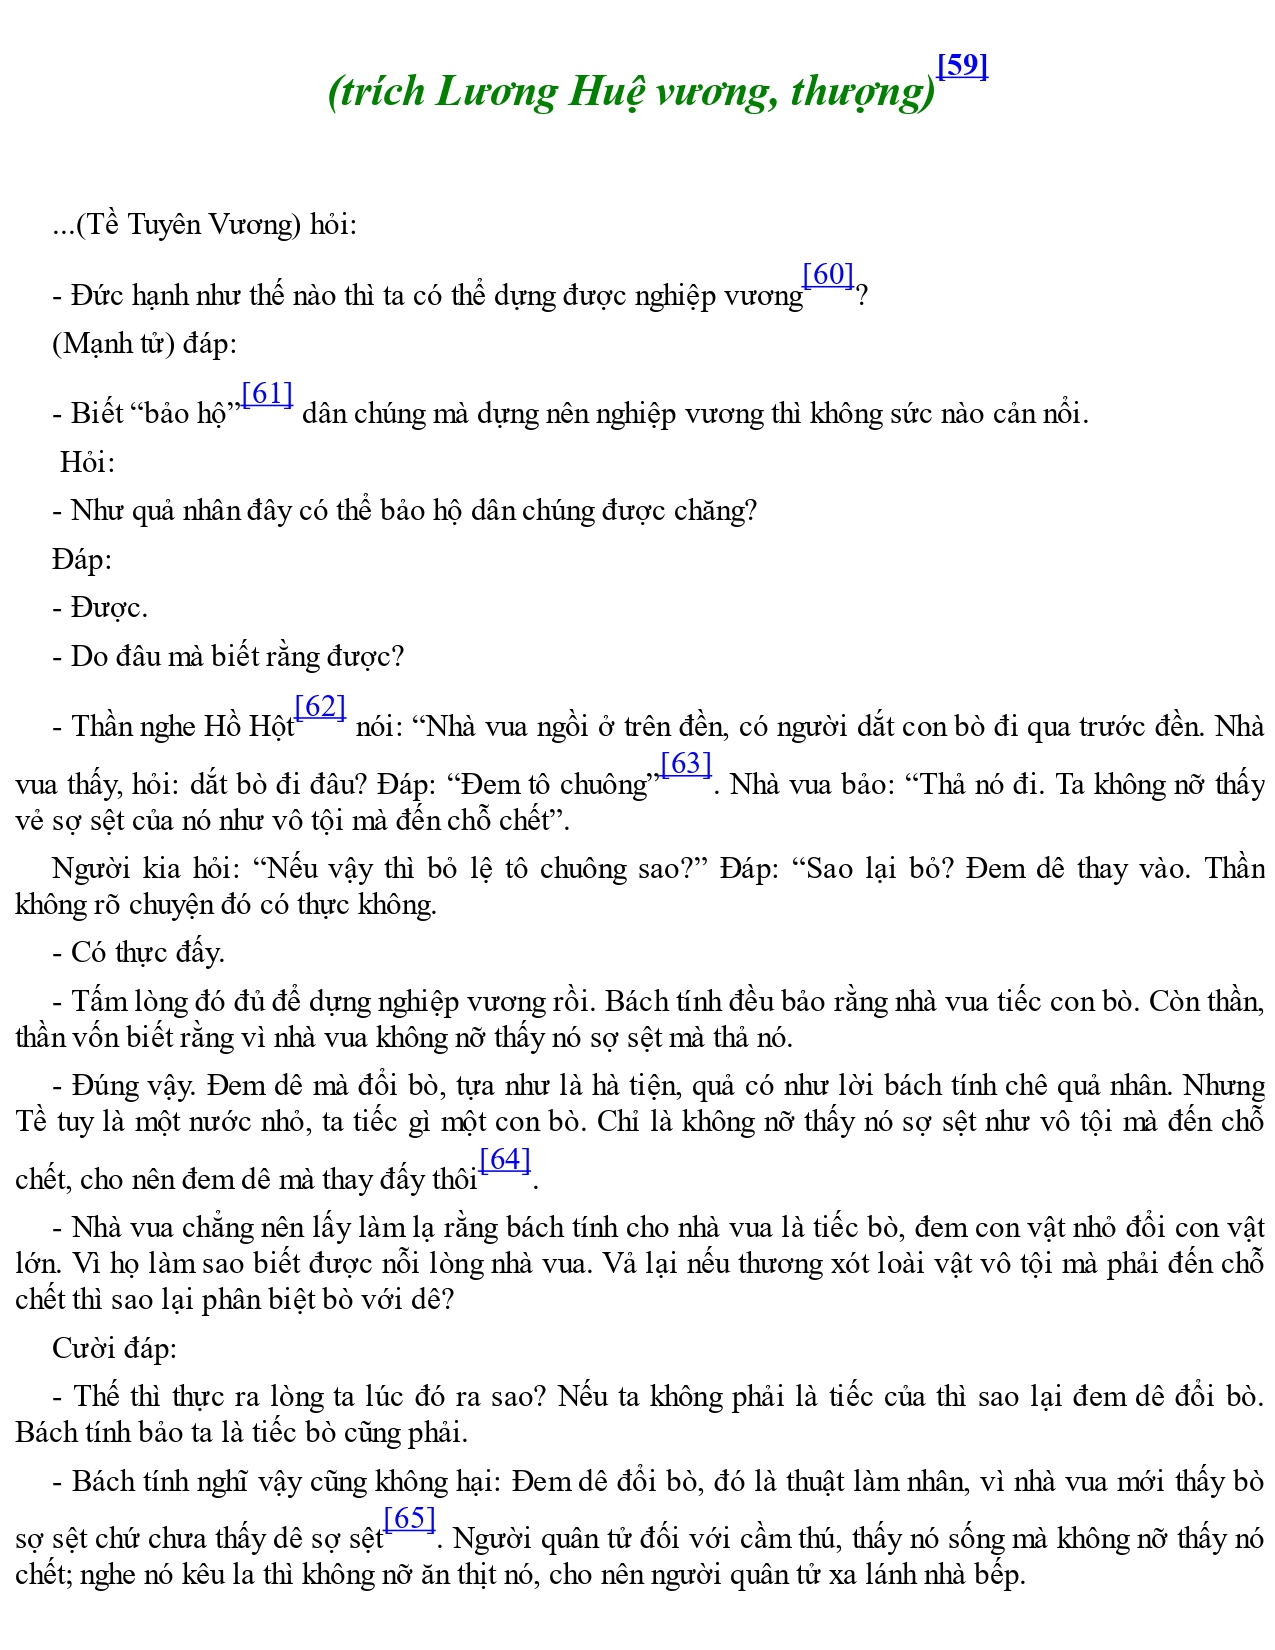 (trích Lương Huệ vương, thượng)[59]
...(Tề Tuyên Vương) hỏi:
- Đức hạnh như thế nào thì ta có thể dựng được nghiệp vương[60]?
(Mạnh tử) đáp:
- Biết “bảo hộ”[61] dân chúng mà dựng nên nghiệp vương thì không sức nào cản nổi.
Hỏi:
- Như quả nhân đây có thể bảo hộ dân chúng được chăng?
Đáp:
- Được.
- Do đâu mà biết rằng được?
- Thần nghe Hồ Hột[62] nói: “Nhà vua ngồi ở trên đền, có người dắt con bò đi qua trước đền. Nhà
vua thấy, hỏi: dắt bò đi đâu? Đáp: “Đem tô chuông”[63]. Nhà vua bảo: “Thả nó đi. Ta không nỡ thấy
vẻ sợ sệt của nó như vô tội mà đến chỗ chết”.
Người kia hỏi: “Nếu vậy thì bỏ lệ tô chuông sao?” Đáp: “Sao lại bỏ? Đem dê thay vào. Thần
không rõ chuyện đó có thực không.
- Có thực đấy.
- Tấm lòng đó đủ để dựng nghiệp vương rồi. Bách tính đều bảo rằng nhà vua tiếc con bò. Còn thần,
thần vốn biết rằng vì nhà vua không nỡ thấy nó sợ sệt mà thả nó.
- Đúng vậy. Đem dê mà đổi bò, tựa như là hà tiện, quả có như lời bách tính chê quả nhân. Nhưng
Tề tuy là một nước nhỏ, ta tiếc gì một con bò. Chỉ là không nỡ thấy nó sợ sệt như vô tội mà đến chỗ
chết, cho nên đem dê mà thay đấy thôi[64].
- Nhà vua chẳng nên lấy làm lạ rằng bách tính cho nhà vua là tiếc bò, đem con vật nhỏ đổi con vật
lớn. Vì họ làm sao biết được nỗi lòng nhà vua. Vả lại nếu thương xót loài vật vô tội mà phải đến chỗ
chết thì sao lại phân biệt bò với dê?
Cười đáp:
- Thế thì thực ra lòng ta lúc đó ra sao? Nếu ta không phải là tiếc của thì sao lại đem dê đổi bò.
Bách tính bảo ta là tiếc bò cũng phải.
- Bách tính nghĩ vậy cũng không hại: Đem dê đổi bò, đó là thuật làm nhân, vì nhà vua mới thấy bò
sợ sệt chứ chưa thấy dê sợ sệt[65]. Người quân tử đối với cầm thú, thấy nó sống mà không nỡ thấy nó
chết; nghe nó kêu la thì không nỡ ăn thịt nó, cho nên người quân tử xa lánh nhà bếp.